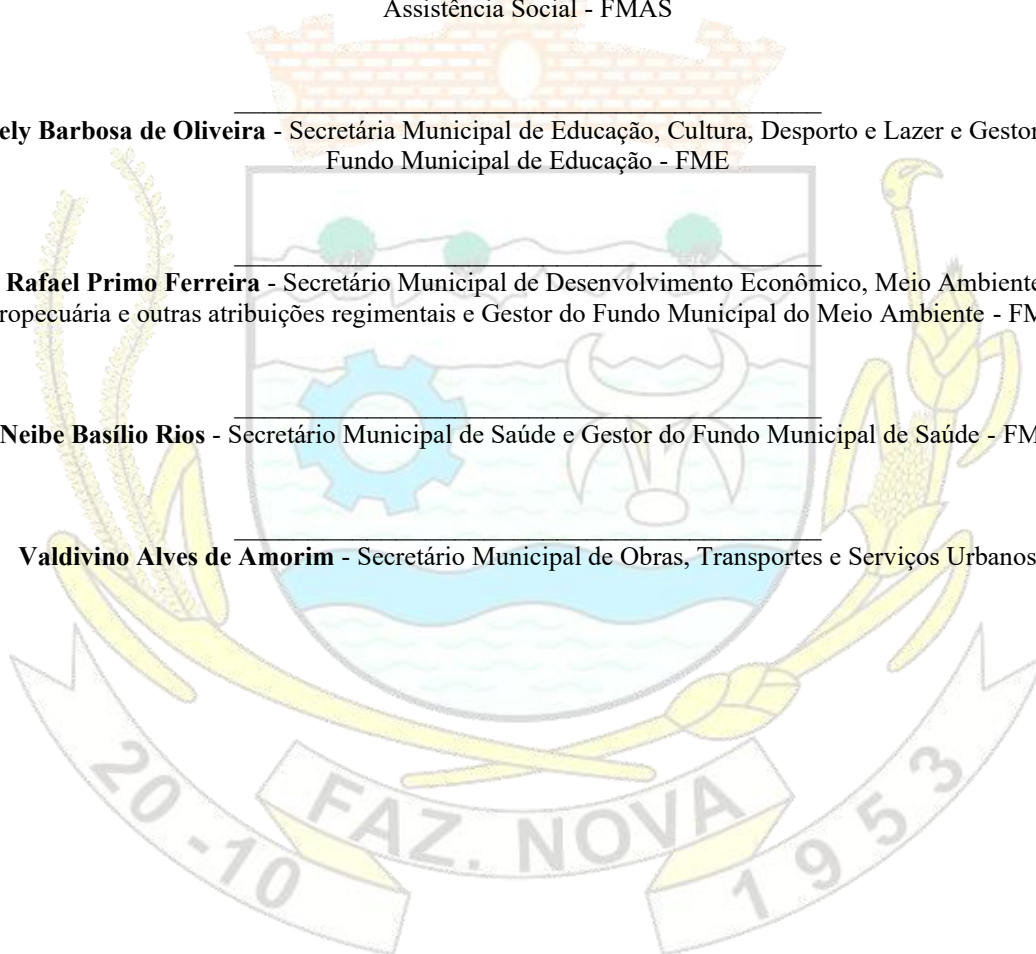 Assistência Social - FMAS
ely Barbosa de Oliveira - Secretária Municipal de Educação, Cultura, Desporto e Lazer e Gestor
Fundo Municipal de Educação - FME
Rafael Primo Ferreira - Secretário Municipal de Desenvolvimento Econômico, Meio Ambiente
ropecuária e outras atribuições regimentais e Gestor do Fundo Municipal do Meio Ambiente - FM
Neibe Basílio Rios - Secretário Municipal de Saúde e Gestor do Fundo Municipal de Saúde - FM
Valdivino Alves de Amorim - Secretário Municipal de Obras, Transportes e Serviços Urbanos
20-10 FAZ. NOVA 1953